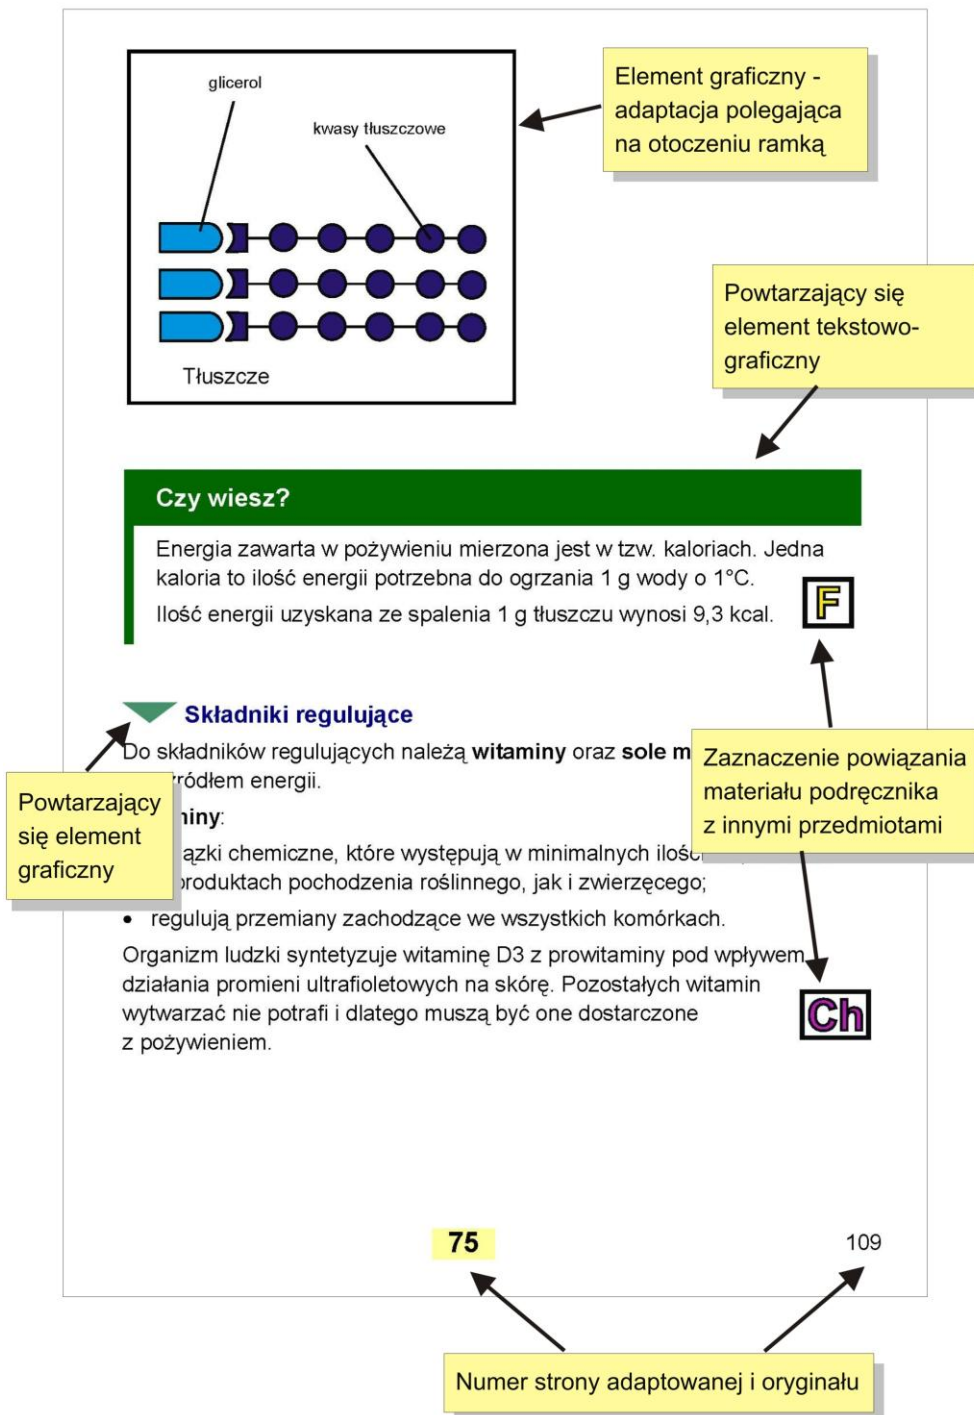 glicerol
kwasy tłuszczowe
Tłuszcze
Element graficzny -
adaptacja polegająca
na otoczeniu ramką
Powtarzający się
element tekstowo-
graficzny
Czy wiesz?
Energia zawarta w pożywieniu mierzona jest w tzw. kaloriach. Jedna
kaloria to ilość energii potrzebna do ogrzania 1 g wody o 1°C.
Ilość energii uzyskana ze spalenia 1 g tłuszczu wynosi 9,3 kcal.
F
Składniki regulujące
Do składników regulujących należą witaminy oraz sole m
źródłem energii.
Powtarzający
się element
graficzny
Zaznaczenie powiązania
materiału podręcznika
z innymi przedmiotami
iny:
ązki chemiczne, które występują w minimalnych ilości
produktach pochodzenia roślinnego, jak i zwierzęcego;
• regulują przemiany zachodzące we wszystkich komórkach.
Organizm ludzki syntetyzuje witaminę D3 z prowitaminy pod wpływem
działania promieni ultrafioletowych na skórę. Pozostałych witamin
wytwarzać nie potrafi i dlatego muszą być one dostarczone
z pożywieniem.
Ch
75
109
Numer strony adaptowanej i oryginału